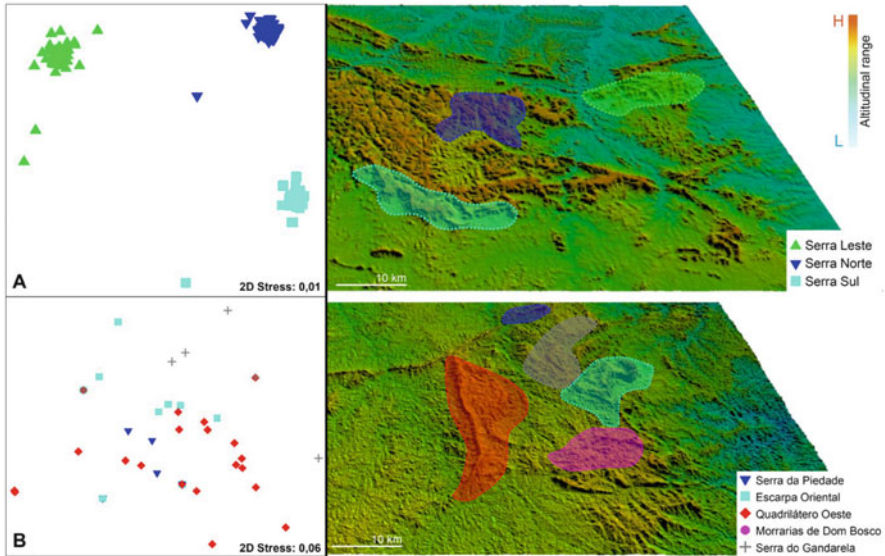 H
Altitudinal range
L
10 km
Serra Leste
Serra Norte
Serra Sul
A
2D Stress: 0,01
10 km
Serra da Piedade
Escarpa Oriental
Quadrilátero Oeste
Morrarias de Dom Bosco
Serra do Gandarela
B
2D Stress: 0,06